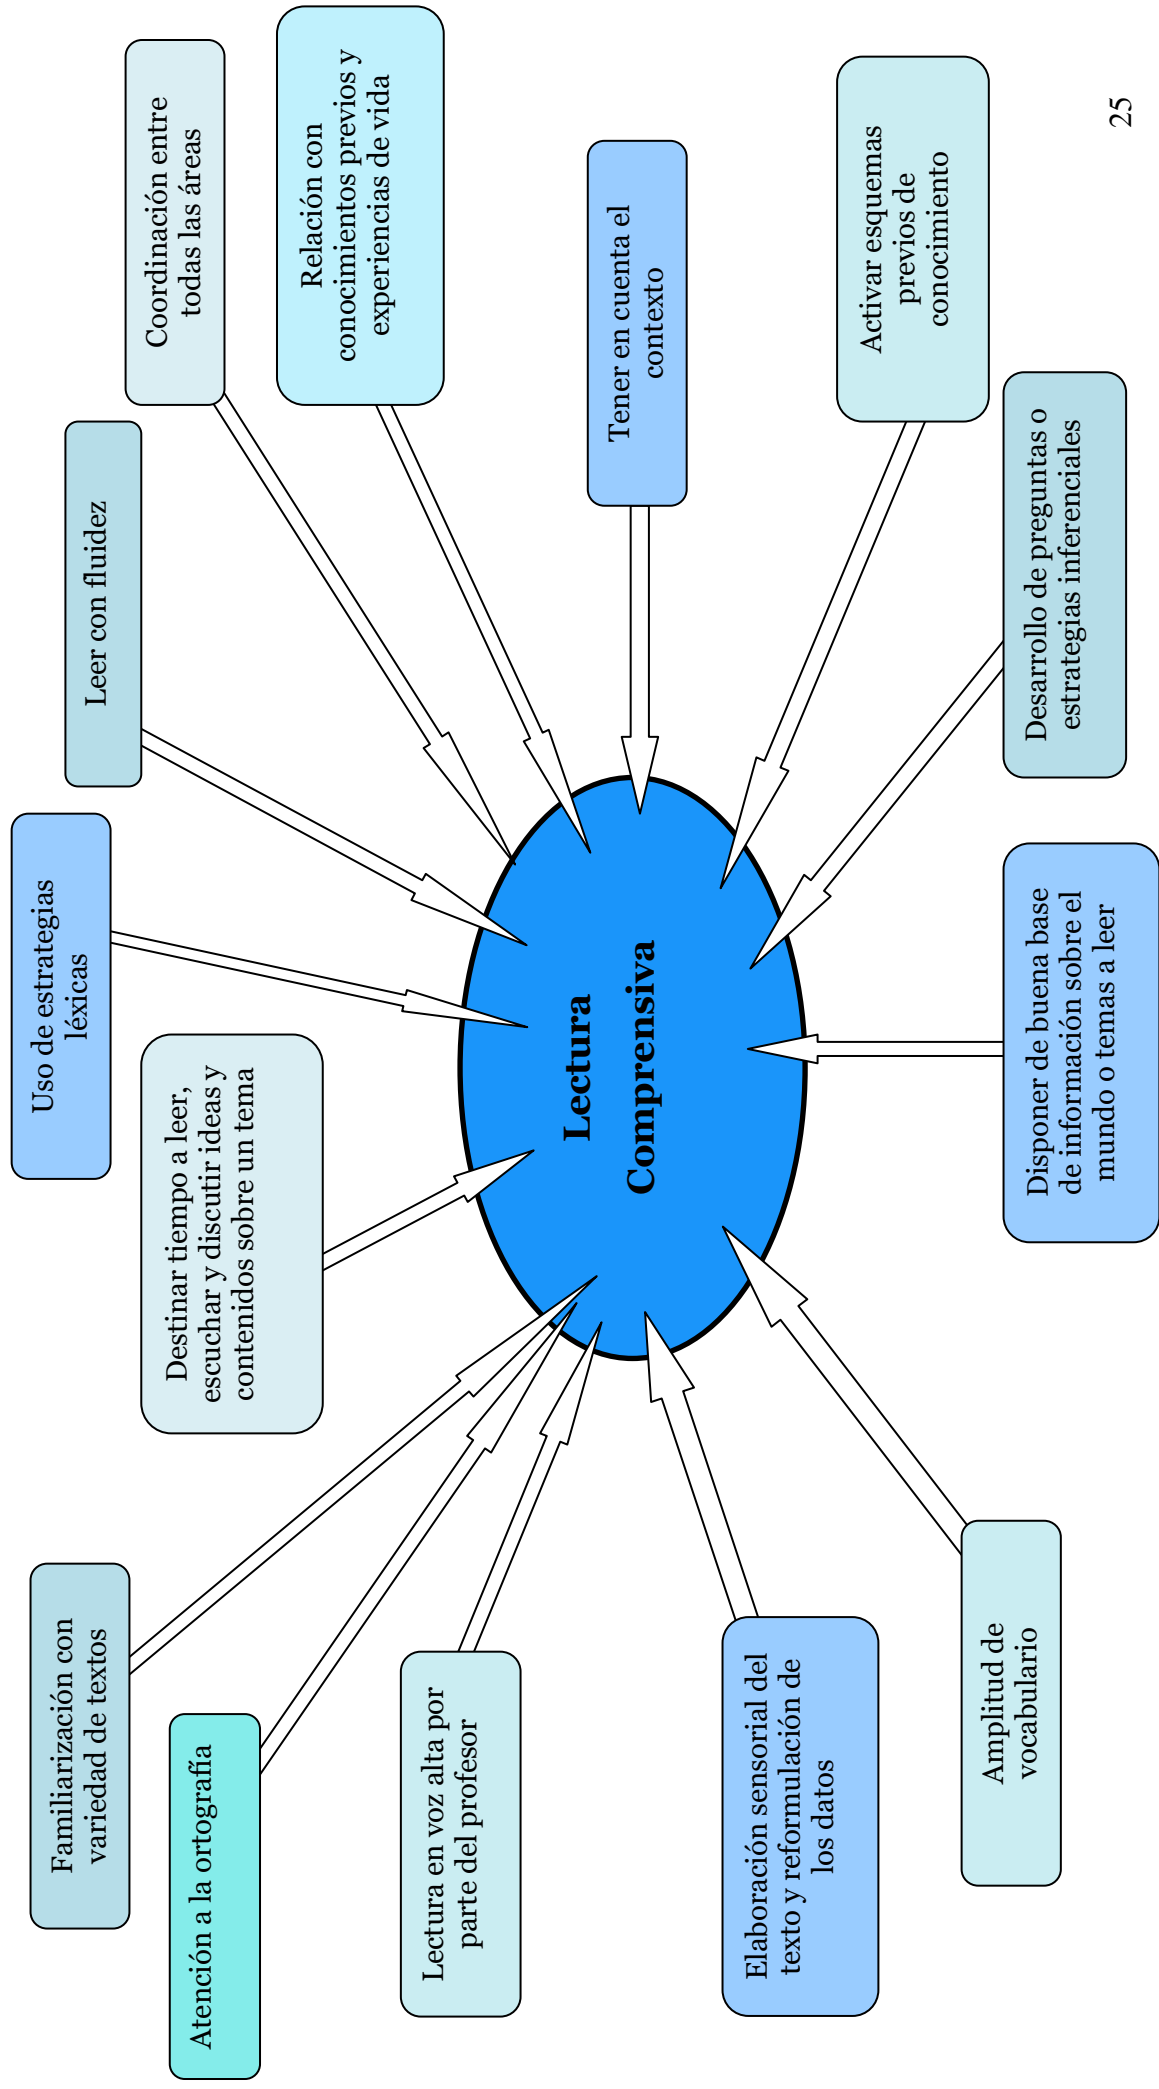 Uso de estrategias
léxicas
Familiarización con
variedad de textos
Leer con fluidez
Coordinación entre
todas las áreas
Destinar tiempo a leer,
escuchar y discutir ideas y
contenidos sobre un tema
Atención a la ortografía
Relación con
conocimientos previos y
experiencias de vida
Lectura en voz alta por
parte del profesor
Lectura
Comprensiva
Tener en cuenta el
contexto
Elaboración sensorial del
texto y reformulación de
los datos
Activar esquemas
previos de
conocimiento
Amplitud de
vocabulario
Disponer de buena base
de información sobre el
mundo o temas a leer
Desarrollo de preguntas o
estrategias inferenciales
25